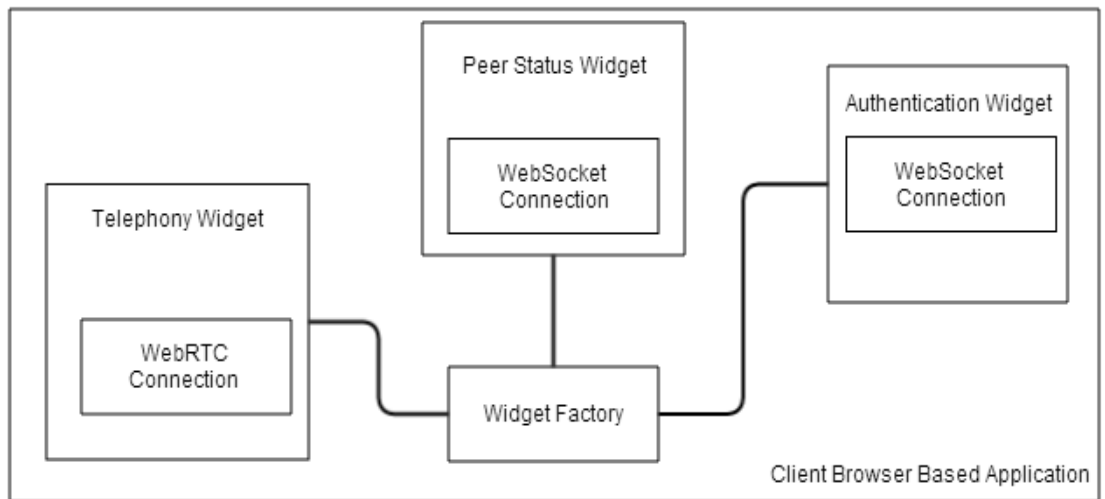 Peer Status Widget
WebSocket
Connection
Authentication Widget
WebSocket
Connection
Telephony Widget
WebRTC
Connection
Widget Factory
Client Browser Based Application